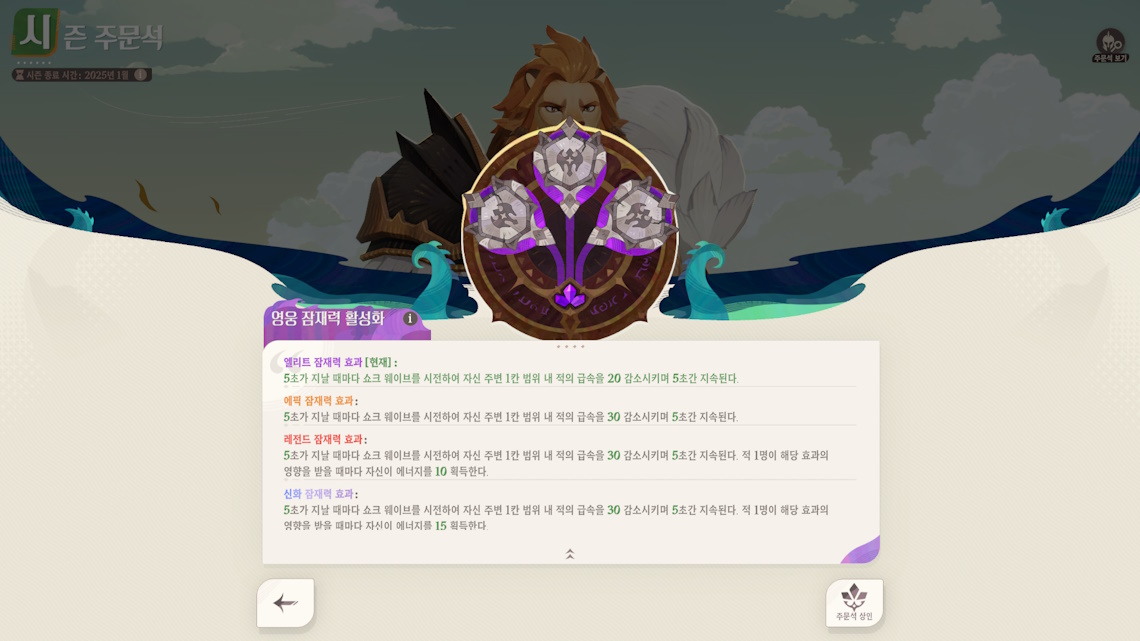 시즌 주문석
시즌 종료 시간: 2025년 1월
주문석 보기
영웅 잠재력 활성화
엘리트 잠재력 효과 [현재] :
5초가 지날 때마다 쇼크 웨이브를 시전하여 자신 주변 1칸 범위 내 적의 급속을 20 감소시키며 5초간 지속된다.
에픽 잠재력 효과 :
5초가 지날 때마다 쇼크 웨이브를 시전하여 자신 주변 1칸 범위 내 적의 급속을 30 감소시키며 5초간 지속된다.
레전드 잠재력 효과 :
5초가 지날 때마다 쇼크 웨이브를 시전하여 자신 주변 1칸 범위 내 적의 급속을 30 감소시키며 5초간 지속된다. 적 1명이 해당 효과의
영향을 받을 때마다 자신이 에너지를 10 획득한다.
신화 잠재력 효과 :
5초가 지날 때마다 쇼크 웨이브를 시전하여 자신 주변 1칸 범위 내 적의 급속을 30 감소시키며 5초간 지속된다. 적 1명이 해당 효과의
영향을 받을 때마다 자신이 에너지를 15 획득한다.
주문석 상인